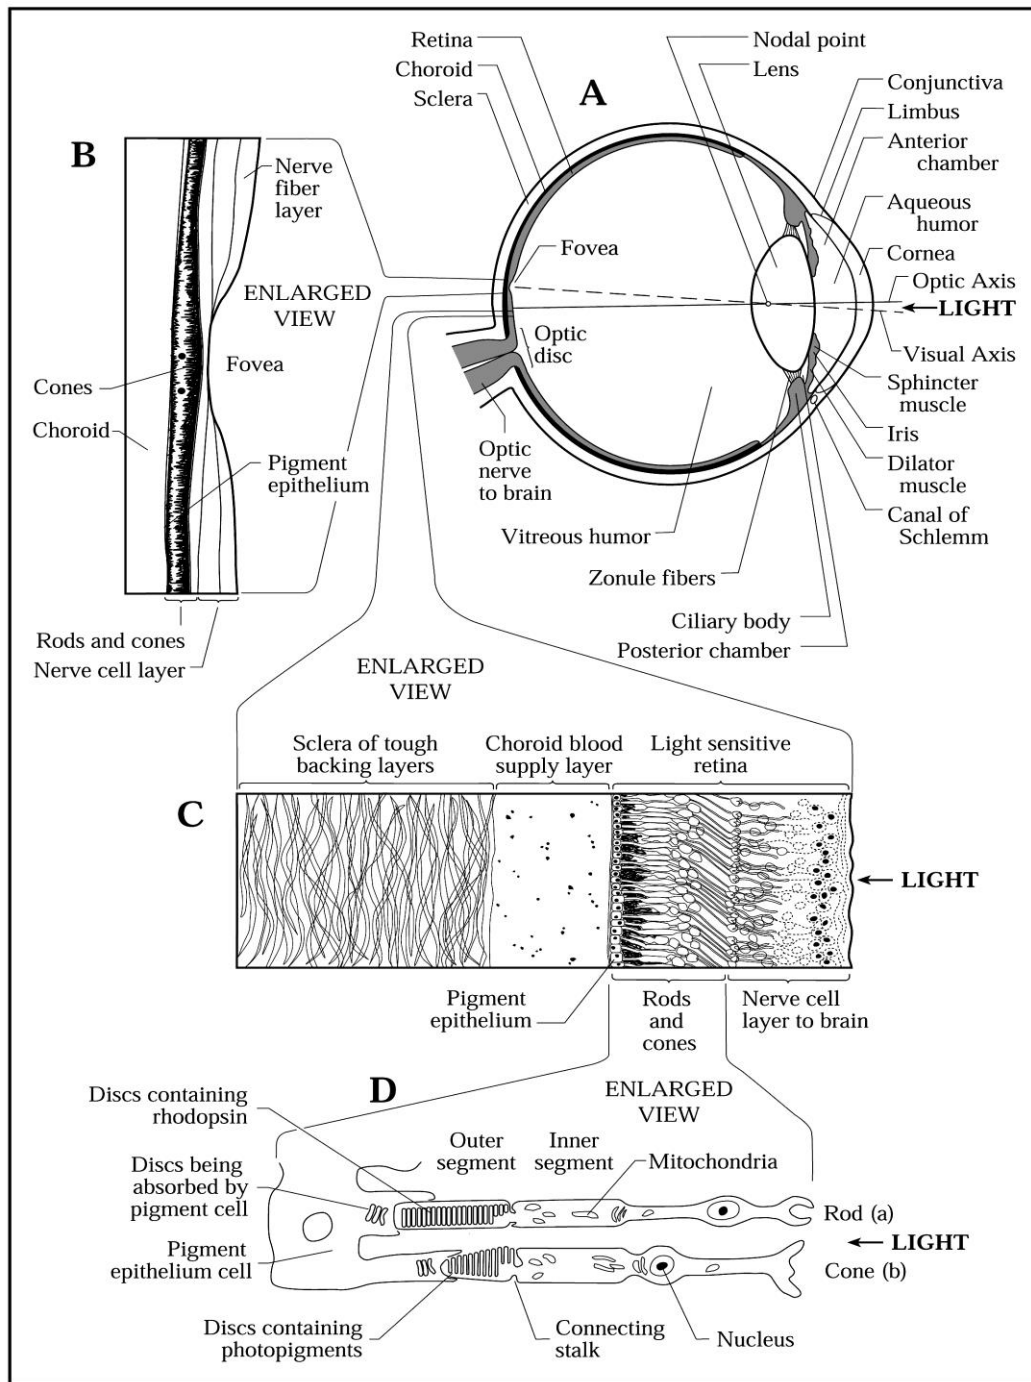 Retina
Choroid
Sclera
A
Nodal point
Lens
Conjunctiva
Limbus
Anterior
chamber
Aqueous
humor
Cornea
Optic Axis
LIGHT
Visual Axis
Sphincter
muscle
Iris
Dilator
muscle
Canal of
Schlemm
Fovea
Optic
disc
Optic
nerve
to brain
Vitreous humor
Zonule fibers
Ciliary body
Posterior chamber
B
Nerve
fiber
layer
ENLARGED
VIEW
Fovea
Cones
Choroid
Pigment
epithelium
Rods and cones
Nerve cell layer
ENLARGED
VIEW
C
Sclera of tough
backing layers
Choroid blood
supply layer
Light sensitive
retina
LIGHT
Pigment
epithelium
Rods
and
cones
Nerve cell
layer to brain
D
ENLARGED
VIEW
Discs containing
rhodopsin
Outer
segment
Inner
segment
Mitochondria
Discs being
absorbed by
pigment cell
Rod (a)
LIGHT
Pigment
epithelium cell
Cone (b)
Discs containing
photopigments
Connecting
stalk
Nucleus